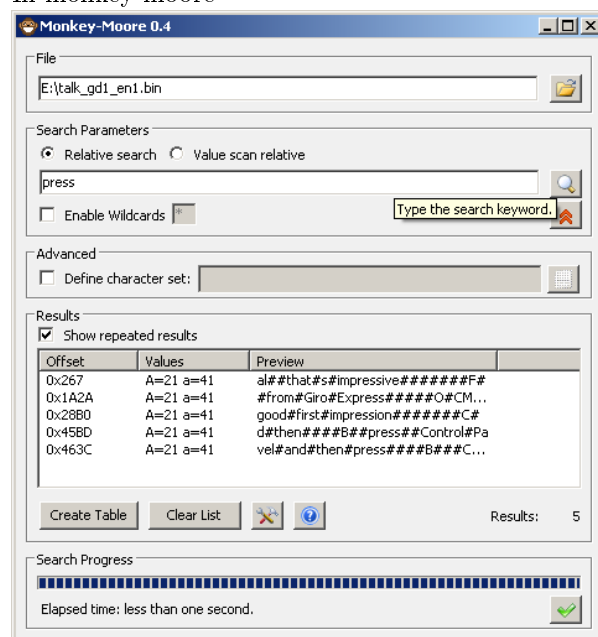 in monkey moore
Monkey-Moore 0.4
File
E:\talk_gd1_en1.bin
Search Parameters
Relative search Value scan relative
press
Enable Wildcards * Type the search keyword.
Advanced
Define character set:
Results
Show repeated results
Offset Values Preview
0x267 A=21 a=41 al##that#s#impressive#######F#
0x1A2A A=21 a=41 #from#Giro#Express#####O#CM...
0x28B0 A=21 a=41 good#first#impression#######C#
0x45BD A=21 a=41 d#then####B##press##Control#Pa
0x463C A=21 a=41 vel#and#then#press####B###C...
Create Table Clear List Results: 5
Search Progress
Elapsed time: less than one second.